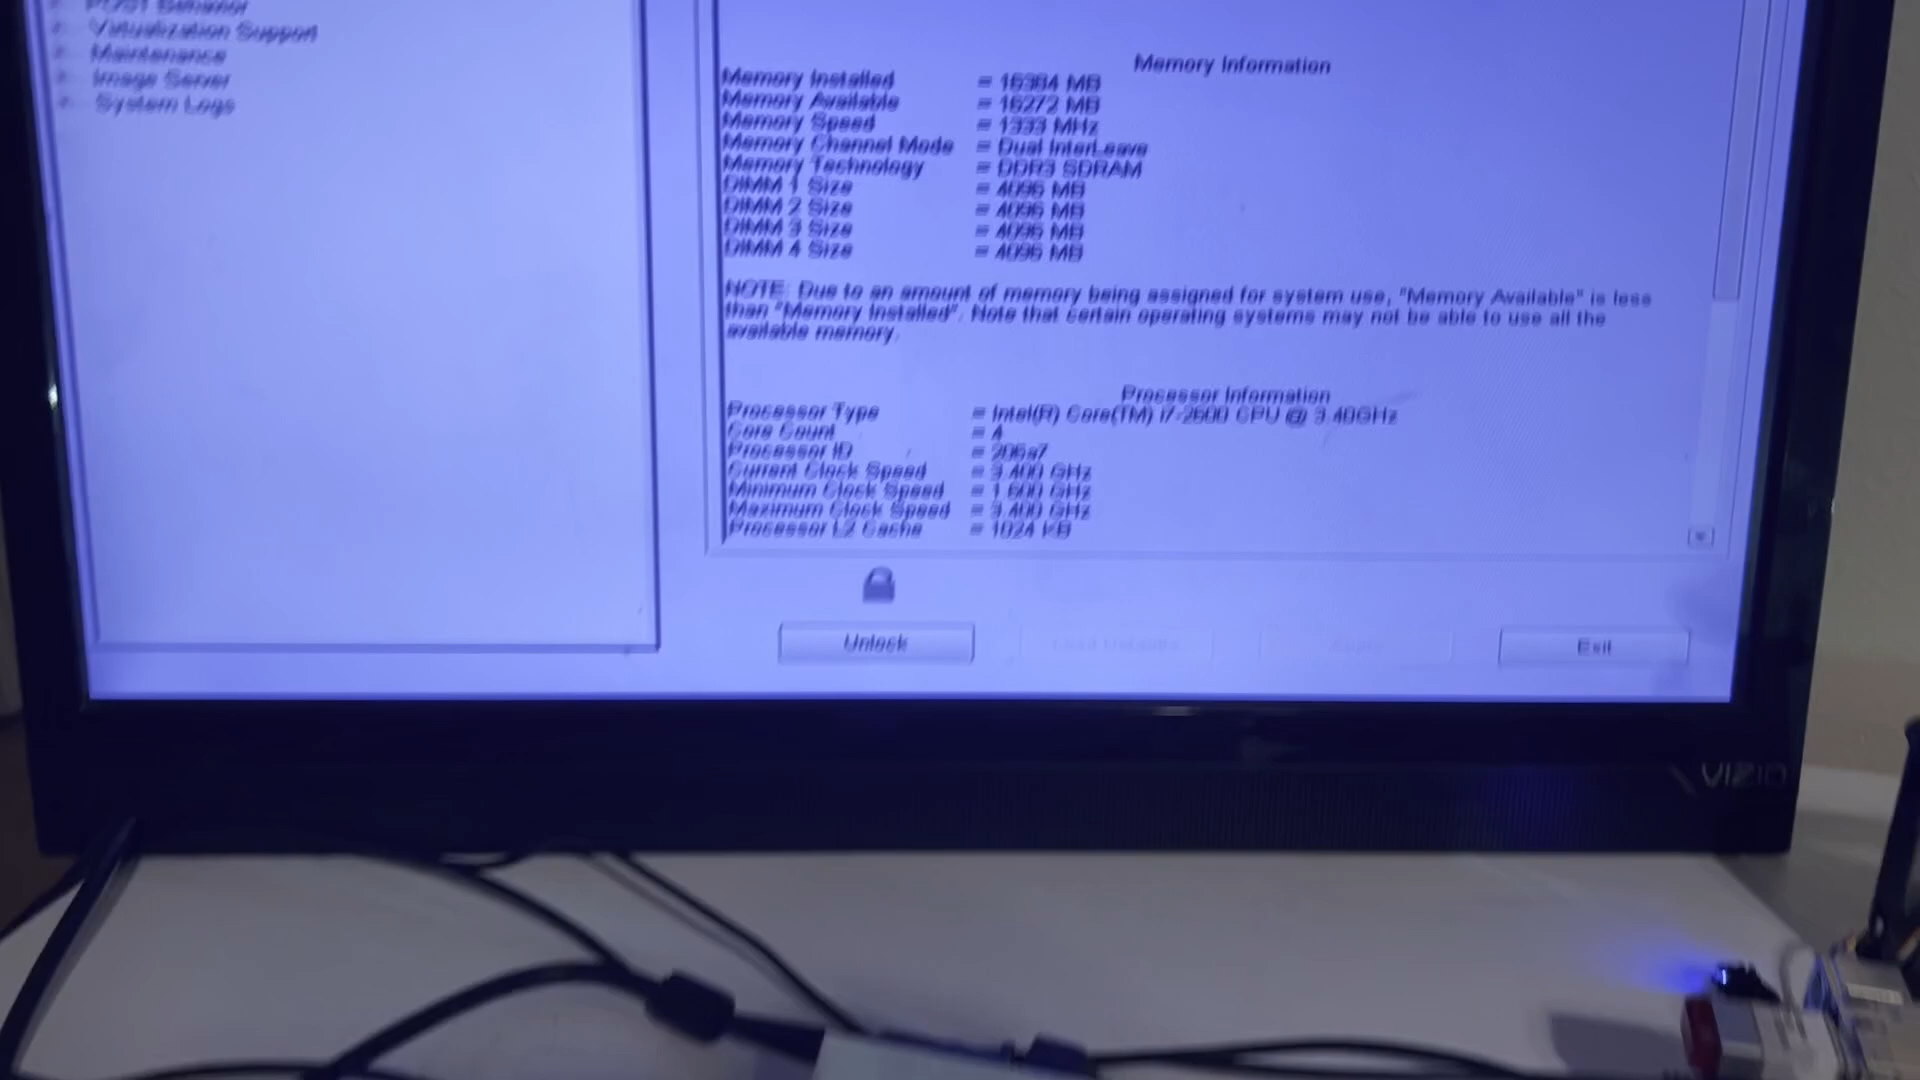 POST Behavior
Virtualization Support
Maintenance
Image Server
System Logs
Memory Information
Memory Installed = 16384 MB
Memory Available = 16272 MB
Memory Speed = 1333 MHz
Memory Channel Mode = Dual InterLeave
Memory Technology = DDR3 SDRAM
DIMM 1 Size = 4096 MB
DIMM 2 Size = 4096 MB
DIMM 3 Size = 4096 MB
DIMM 4 Size = 4096 MB
NOTE: Due to an amount of memory being assigned for system use, "Memory Available" is less
than "Memory Installed". Note that certain operating systems may not be able to use all the
available memory.
Processor Information
Processor Type = Intel(R) Core(TM) i7-2600 CPU @ 3.40GHz
Core Count = 4
Processor ID = 206a7
Current Clock Speed = 3.400 GHz
Minimum Clock Speed = 1.600 GHz
Maximum Clock Speed = 3.400 GHz
Processor L2 Cache = 1024 KB
Unlock
Load Defaults
Apply
Exit
VIZIO